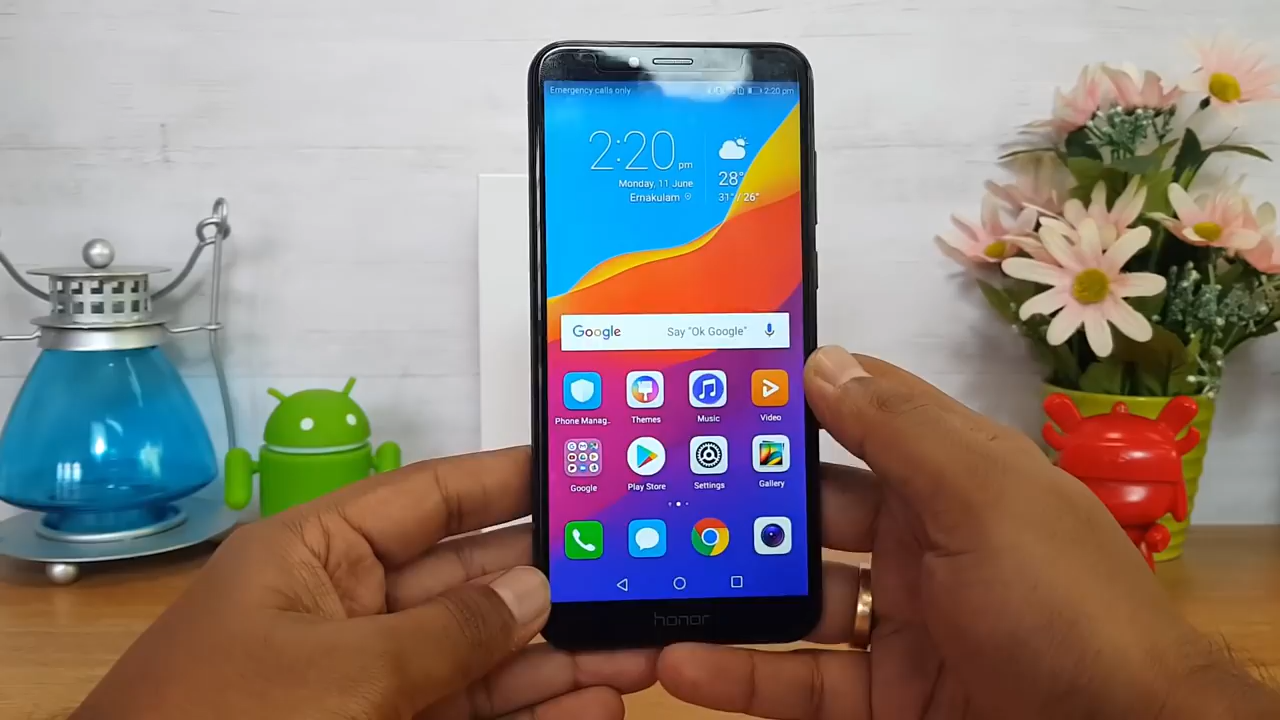 Emergency calls only 2:20 pm
2:20 pm
Monday, 11 June
Ernakulam
28°
31° / 26°
Google Say "Ok Google"
Phone Manag.. Themes Music Video
Google Play Store Settings Gallery
honor